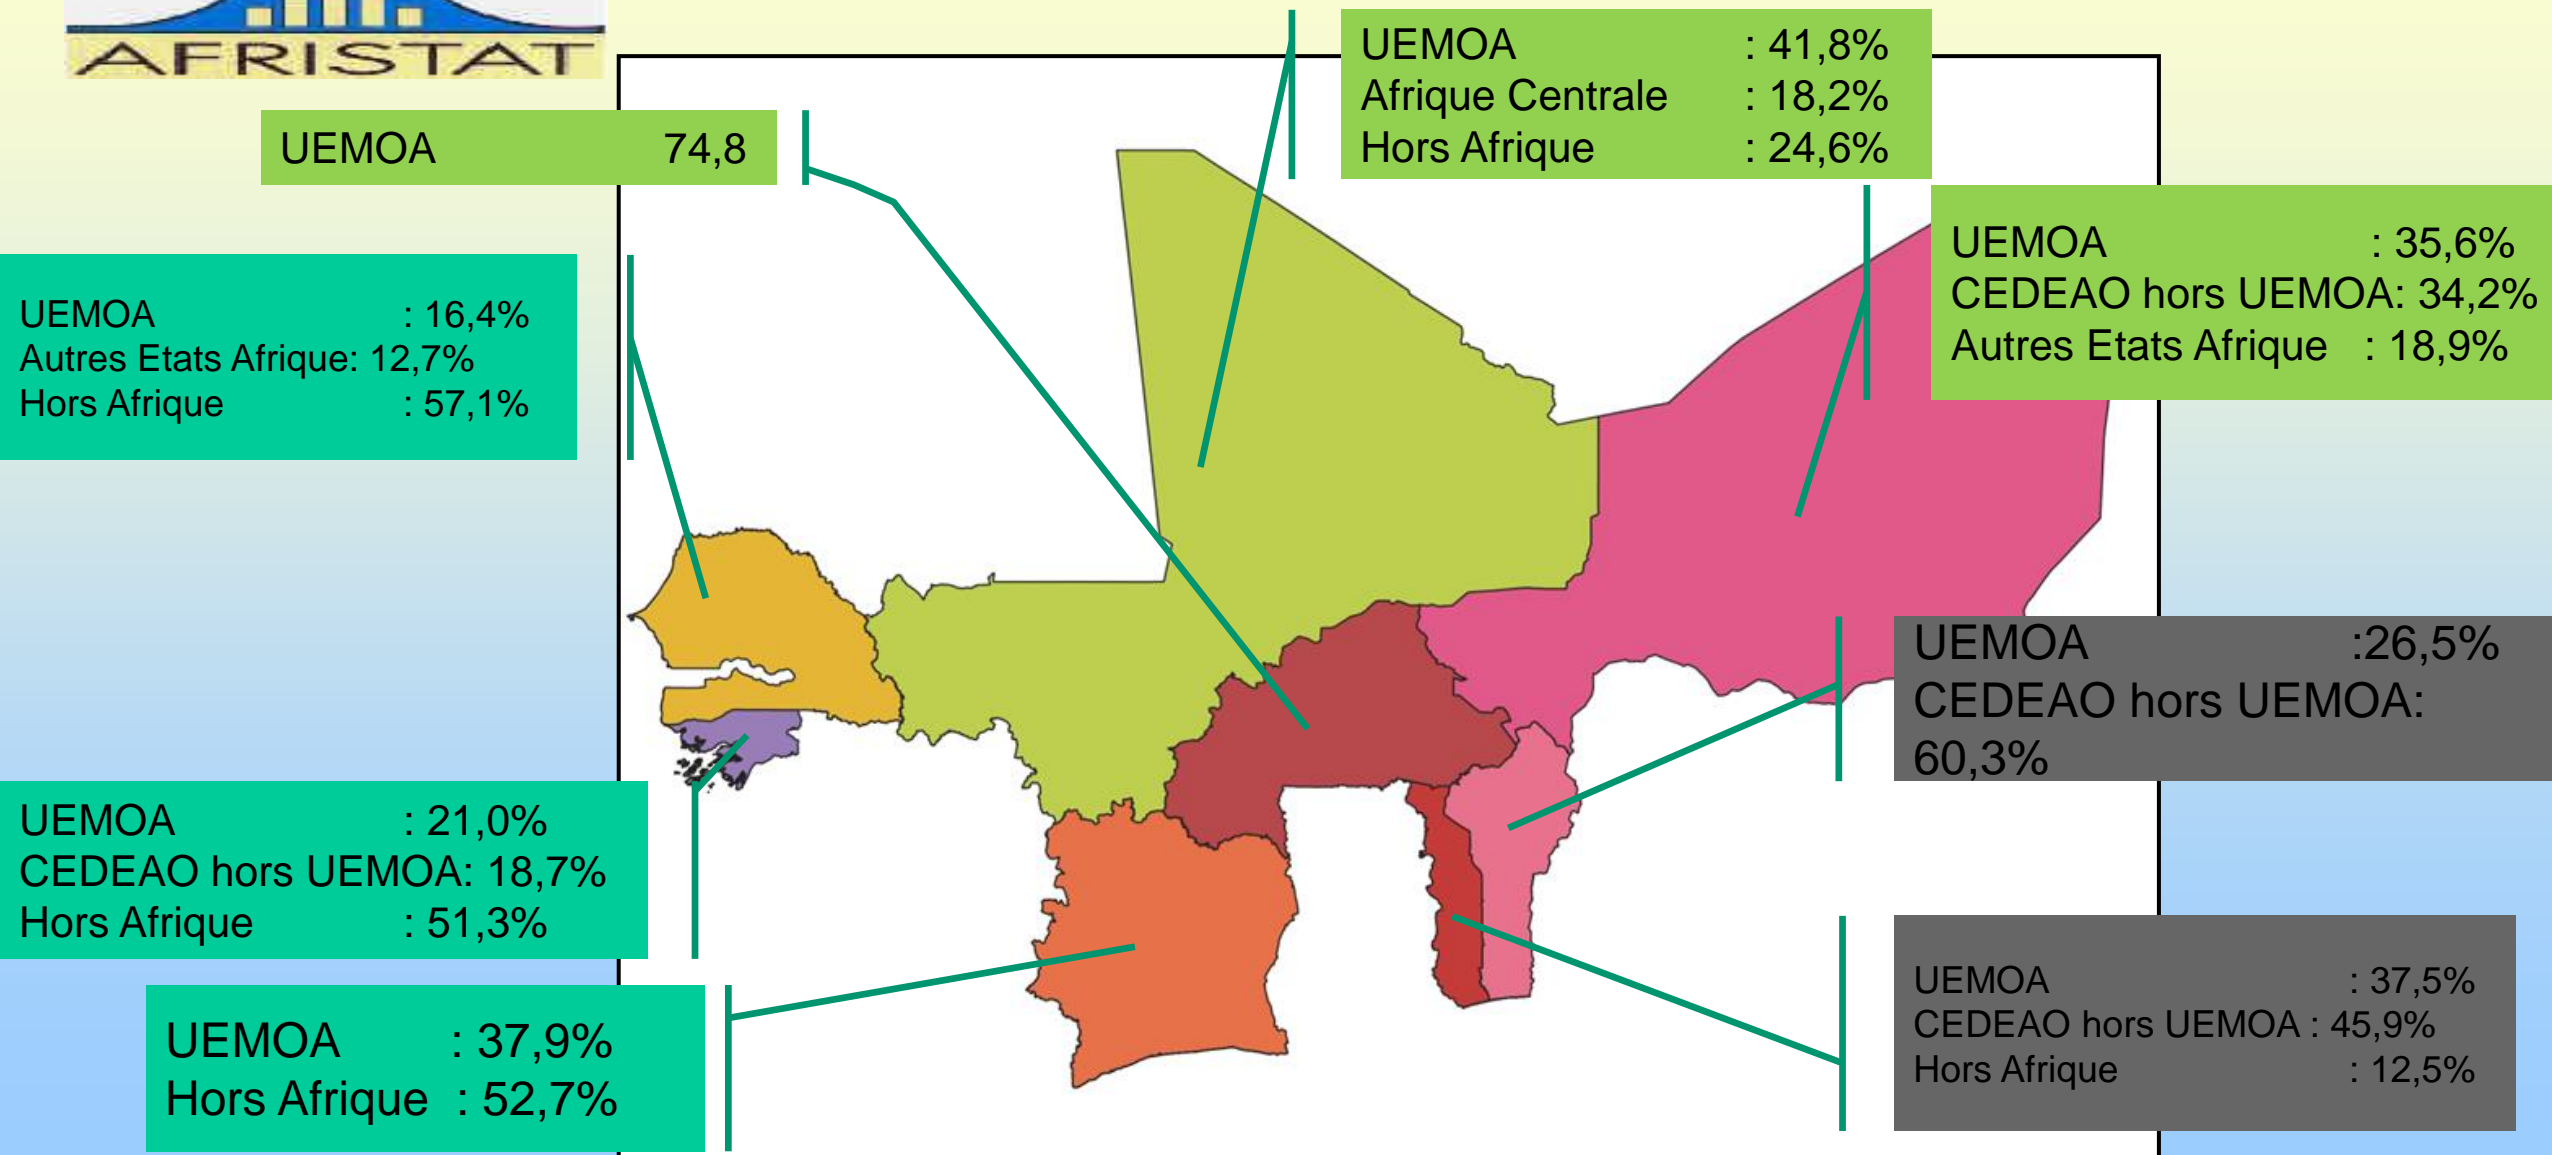 AFRISTAT
UEMOA : 41,8%
Afrique Centrale : 18,2%
Hors Afrique : 24,6%
UEMOA 74,8
UEMOA : 35,6%
CEDEAO hors UEMOA: 34,2%
Autres Etats Afrique : 18,9%
UEMOA : 16,4%
Autres Etats Afrique: 12,7%
Hors Afrique : 57,1%
UEMOA :26,5%
CEDEAO hors UEMOA:
60,3%
UEMOA : 21,0%
CEDEAO hors UEMOA: 18,7%
Hors Afrique : 51,3%
UEMOA : 37,5%
CEDEAO hors UEMOA : 45,9%
Hors Afrique : 12,5%
UEMOA : 37,9%
Hors Afrique : 52,7%